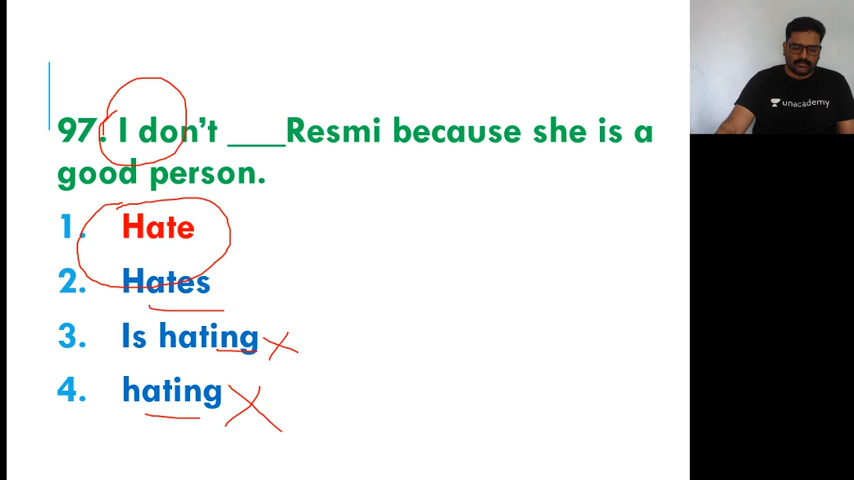 97. I don't ___Resmi because she is a
good person.
1. Hate
2. Hates
3. Is hating
4. hating
unacademy